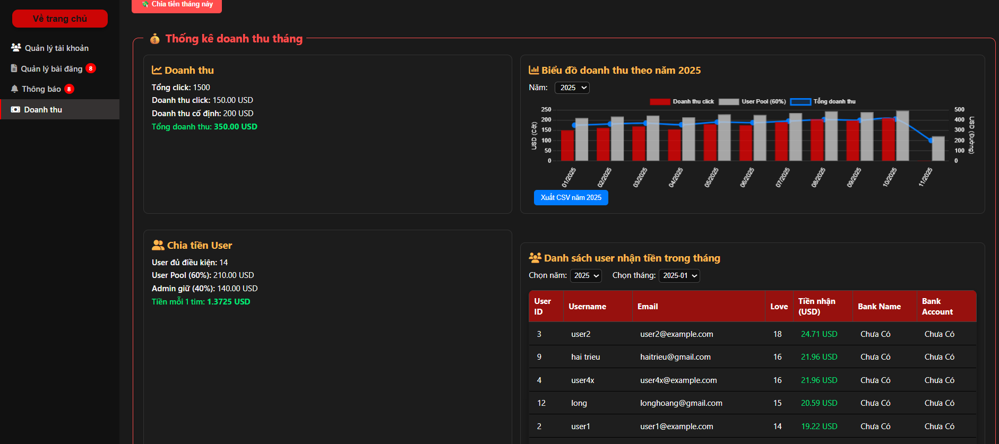 Chia tiền tháng này
Về trang chủ
Quản lý tài khoản
Quản lý bài đăng 8
Thông báo 8
Doanh thu
Thống kê doanh thu tháng
Doanh thu
Tổng click: 1500
Doanh thu click: 150.00 USD
Doanh thu cố định: 200 USD
Tổng doanh thu: 350.00 USD
Biểu đồ doanh thu theo năm 2025
Năm: 2025
Doanh thu click User Pool (60%) Tổng doanh thu
USD (Cột)
250
200
150
100
50
0
USD (Đường)
500
400
300
200
100
0
01/2025 02/2025 03/2025 04/2025 05/2025 06/2025 07/2025 08/2025 09/2025 10/2025 11/2025
Xuất CSV năm 2025
Chia tiền User
User đủ điều kiện: 14
User Pool (60%): 210.00 USD
Admin giữ (40%): 140.00 USD
Tiền mỗi 1 tim: 1.3725 USD
Danh sách user nhận tiền trong tháng
Chọn năm: 2025 Chọn tháng: 2025-01
User ID Username Email Love Tiền nhận (USD) Bank Name Bank Account
3 user2 user2@example.com 18 24.71 USD Chưa Có Chưa Có
9 hai trieu haitrieu@gmail.com 16 21.96 USD Chưa Có Chưa Có
4 user4x user4x@example.com 16 21.96 USD Chưa Có Chưa Có
12 long longhoang@gmail.com 15 20.59 USD Chưa Có Chưa Có
2 user1 user1@example.com 14 19.22 USD Chưa Có Chưa Có